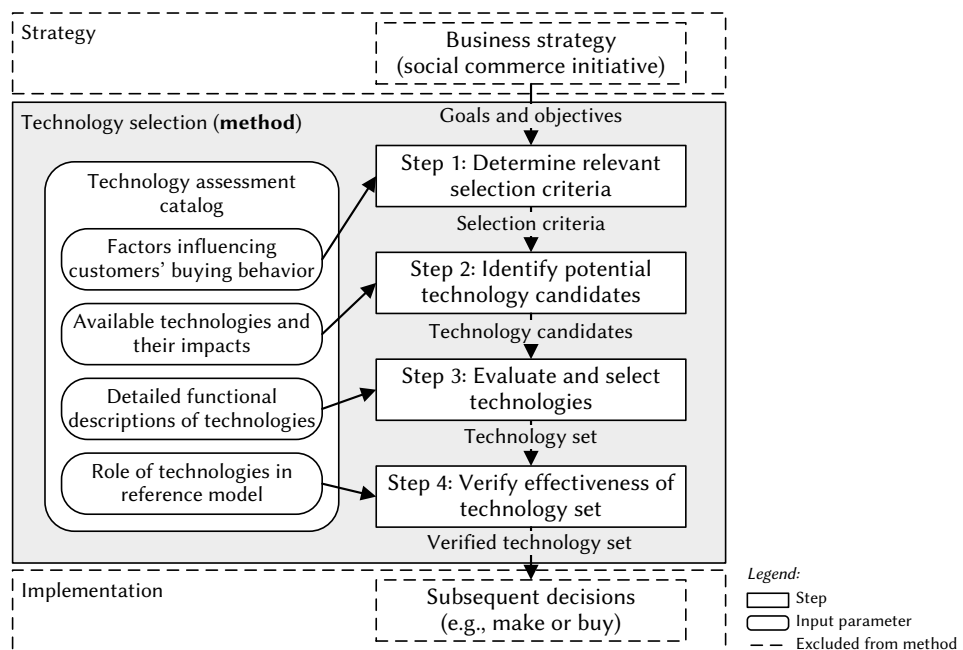 Strategy
Business strategy
(social commerce initiative)
Goals and objectives
Technology selection (method)
Technology assessment
catalog
Factors influencing
customers’ buying behavior
Available technologies and
their impacts
Detailed functional
descriptions of technologies
Role of technologies in
reference model
Step 1: Determine relevant
selection criteria
Selection criteria
Step 2: Identify potential
technology candidates
Technology candidates
Step 3: Evaluate and select
technologies
Technology set
Step 4: Verify effectiveness of
technology set
Verified technology set
Implementation
Subsequent decisions
(e.g., make or buy)
Legend:
Step
Input parameter
Excluded from method